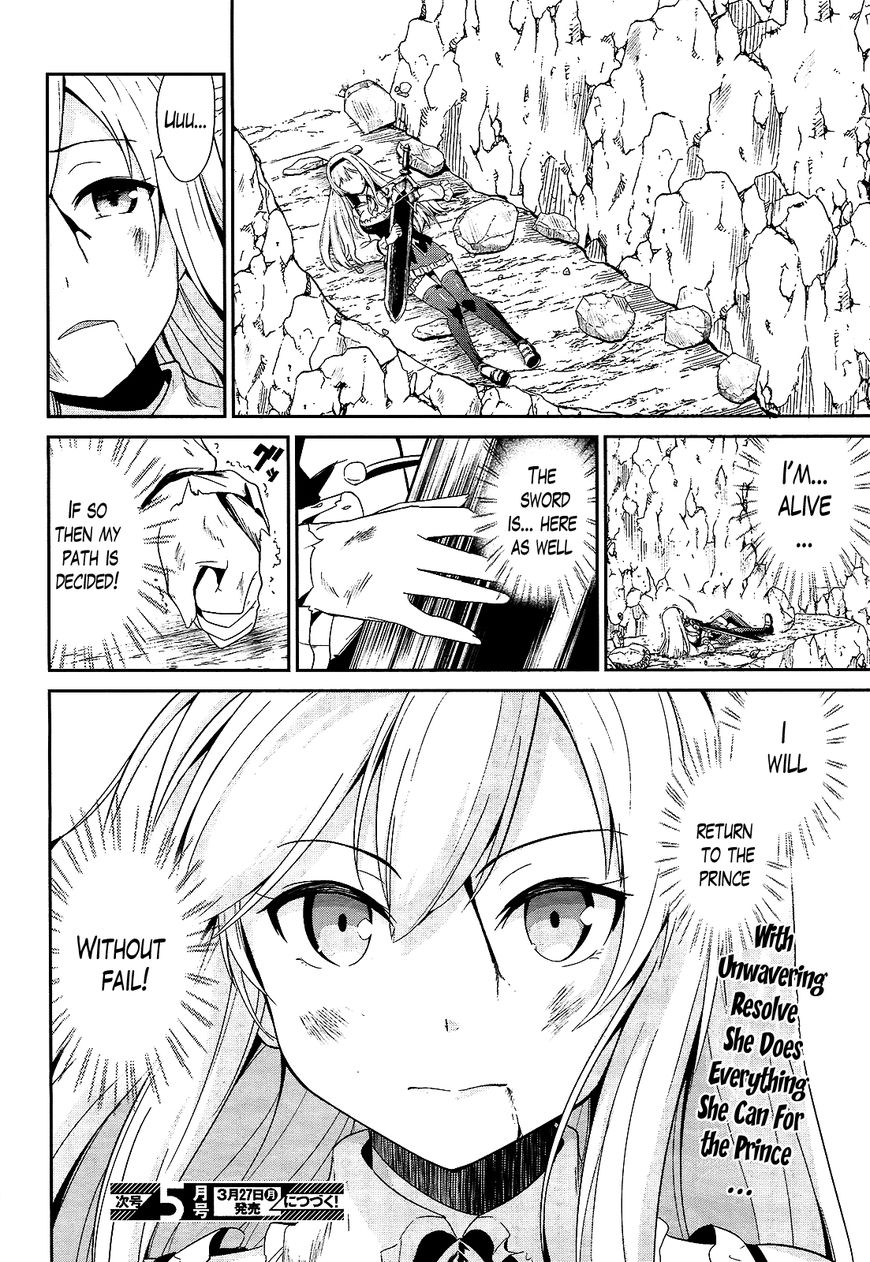 Uuu...
I'm...
ALIVE
...
THE
SWORD
IS... HERE
AS WELL
グッ
IF SO
THEN MY
PATH IS
DECIDED!
I
WILL
RETURN
TO THE
PRINCE
WITHOUT
FAIL!
With
Unwavering
Resolve
She Does
Everything
She Can For
the Prince
...
次号5月号 3月27日(月)発売 につづく!